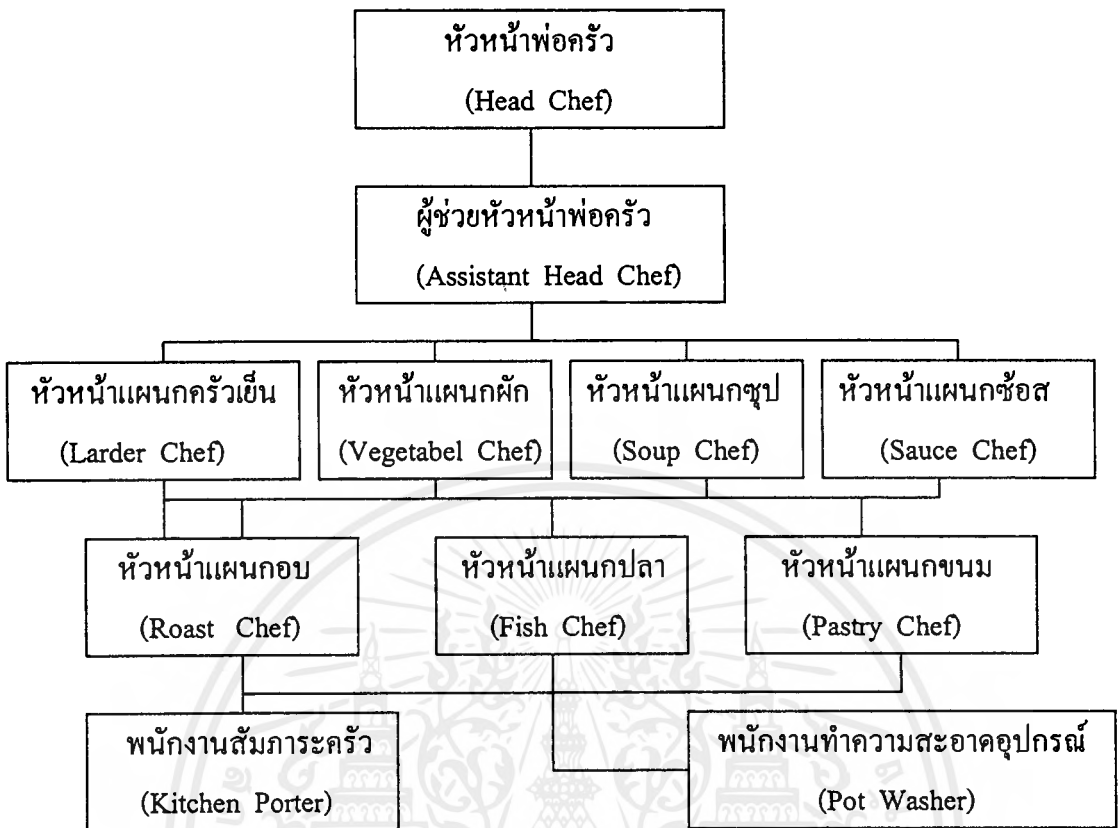 หัวหน้าพ่อครัว
(Head Chef)
ผู้ช่วยหัวหน้าพ่อครัว
(Assistant Head Chef)
หัวหน้าแผนกครัวเย็น
(Larder Chef)
หัวหน้าแผนกผัก
(Vegetabel Chef)
หัวหน้าแผนกซุป
(Soup Chef)
หัวหน้าแผนกซ้อส
(Sauce Chef)
หัวหน้าแผนกอบ
(Roast Chef)
หัวหน้าแผนกปลา
(Fish Chef)
หัวหน้าแผนกขนม
(Pastry Chef)
พนักงานสัมภาระครัว
(Kitchen Porter)
พนักงานทำความสะอาดอุปกรณ์
(Pot Washer)